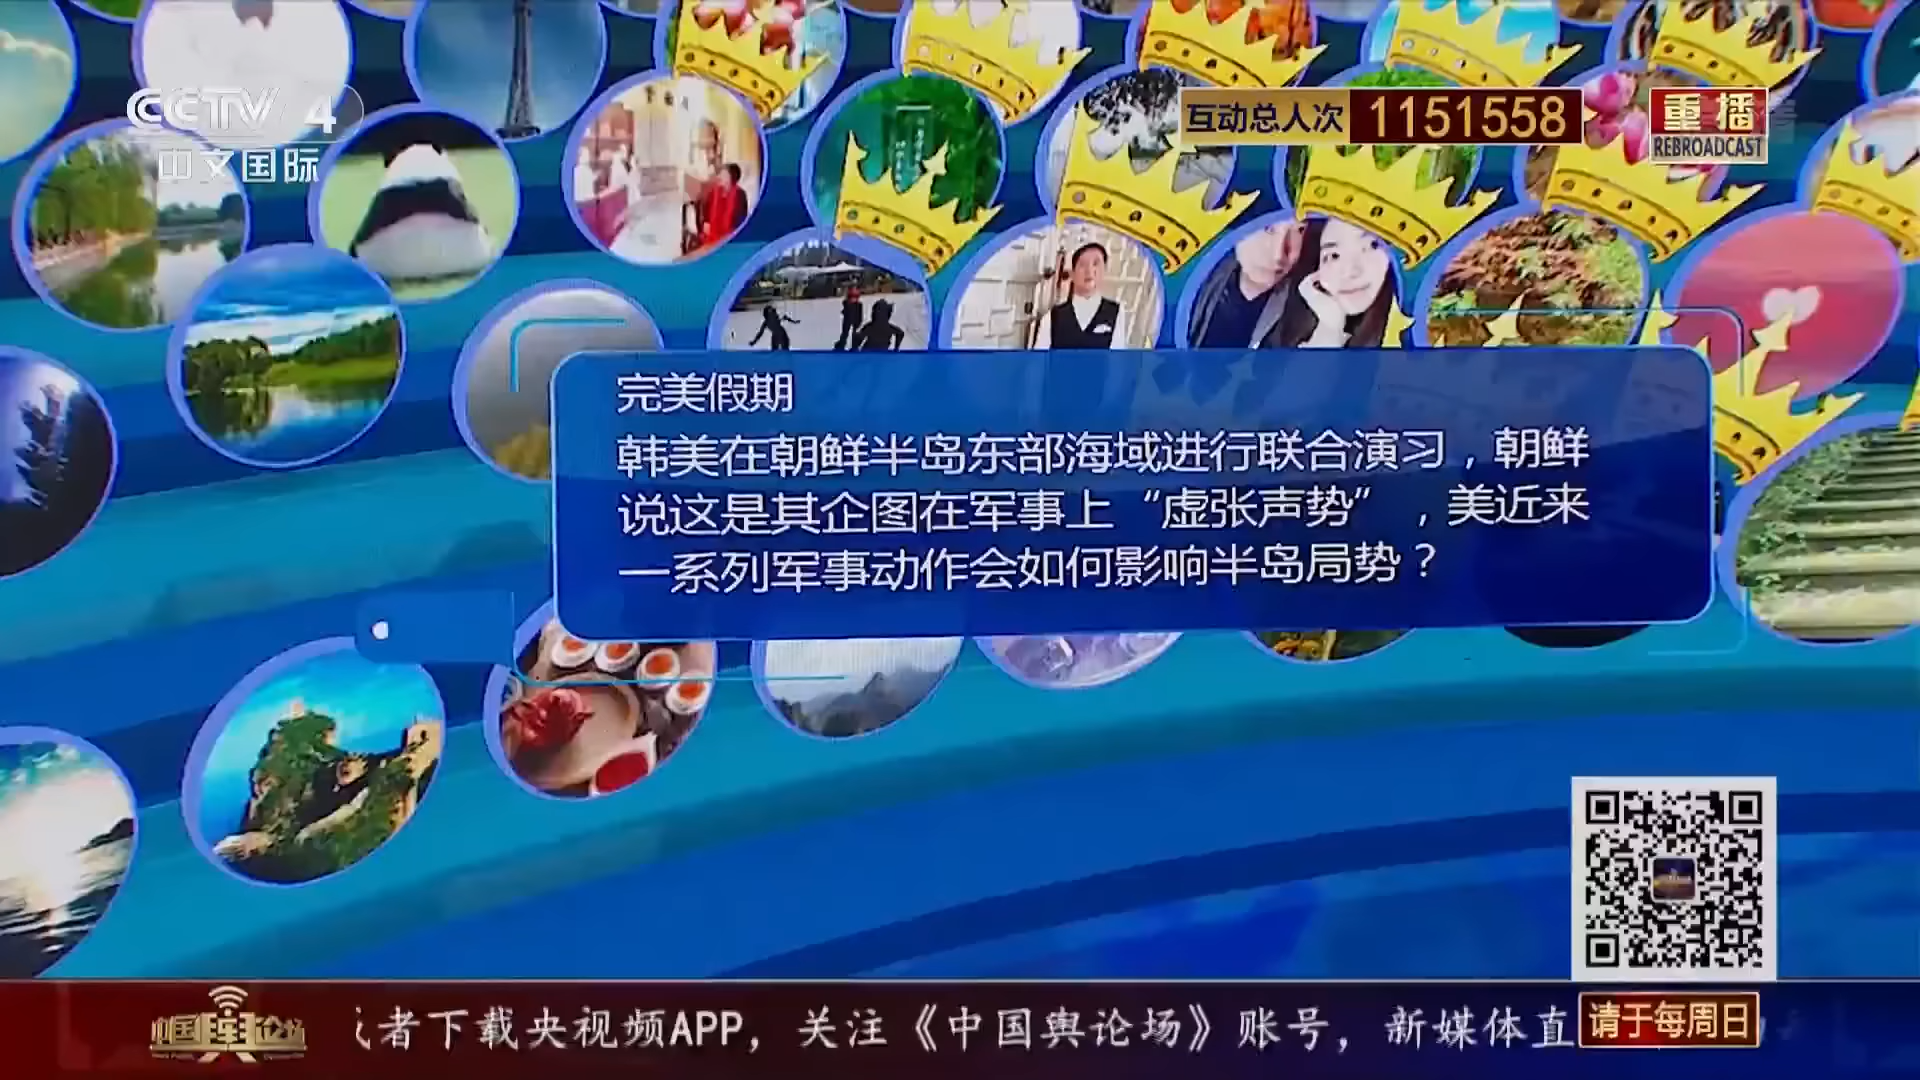 CCTV 4
中文国际
互动总人次 1151558
重播
REBROADCAST
完美假期
韩美在朝鲜半岛东部海域进行联合演习，朝鲜
说这是其企图在军事上“虚张声势”，美近来
一系列军事动作会如何影响半岛局势？
中国舆论场
者下载央视频APP，关注《中国舆论场》账号，新媒体直
请于每周日